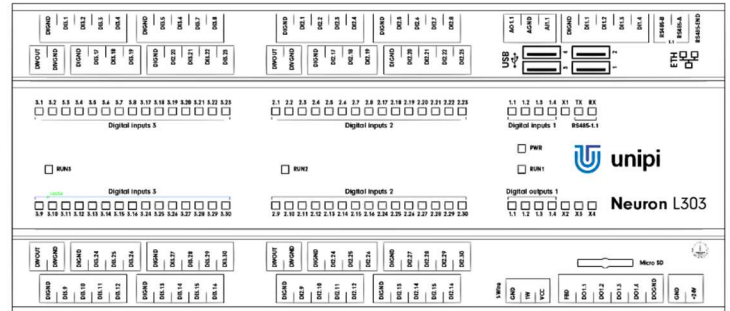 DIGND DI3.1 DI3.2 DI3.3 DI3.4 DIGND DI3.5 DI3.6 DI3.7 DI3.8 DIGND DI2.1 DI2.2 DI2.3 DI2.4 DIGND DI2.5 DI2.6 DI2.7 DI2.8 AO1.1 AGND AI1.1 DIGND DI1.1 DI1.2 DI1.3 DI1.4 RS485-B RS485-A RS485-END
DIVOUT DIVGND DIGND DI3.17 DI3.18 DI3.19 DIGND DI3.20 DI3.21 DI3.22 DI3.23 DIVOUT DIVGND DIGND DI2.17 DI2.18 DI2.19 DIGND DI2.20 DI2.21 DI2.22 DI2.23 USB 4 2 3 1 ETH
3.1 3.2 3.3 3.4 3.5 3.6 3.7 3.8 3.17 3.18 3.19 3.20 3.21 3.22 3.23 2.1 2.2 2.3 2.4 2.5 2.6 2.7 2.8 2.17 2.18 2.19 2.20 2.21 2.22 2.23 1.1 1.2 1.3 1.4 X1 TX RX
Digital inputs 3 Digital inputs 2 Digital inputs 1 RS485-1.1
PWR
RUN3 RUN2 RUN1 unipi
Digital inputs 3 Digital inputs 2 Digital outputs 1
Neuron L303
3.9 3.10 3.11 3.12 3.13 3.14 3.15 3.16 3.24 3.25 3.26 3.27 3.28 3.29 3.30 2.9 2.10 2.11 2.12 2.13 2.14 2.15 2.16 2.24 2.25 2.26 2.27 2.28 2.29 2.30 1.1 1.2 1.3 1.4 X2 X3 X4
DIVOUT DIVGND DIGND DI3.24 DI3.25 DI3.26 DIGND DI3.27 DI3.28 DI3.29 DI3.30 DIVOUT DIVGND DIGND DI2.24 DI2.25 DI2.26 DIGND DI2.27 DI2.28 DI2.29 DI2.30 Micro SD
DIGND DI3.9 DI3.10 DI3.11 DI3.12 DIGND DI3.13 DI3.14 DI3.15 DI3.16 DIGND DI2.9 DI2.10 DI2.11 DI2.12 DIGND DI2.13 DI2.14 DI2.15 DI2.16 1-Wire GND 1W VCC FBD DO1.1 DO1.2 DO1.3 DO1.4 DOGND GND +24V